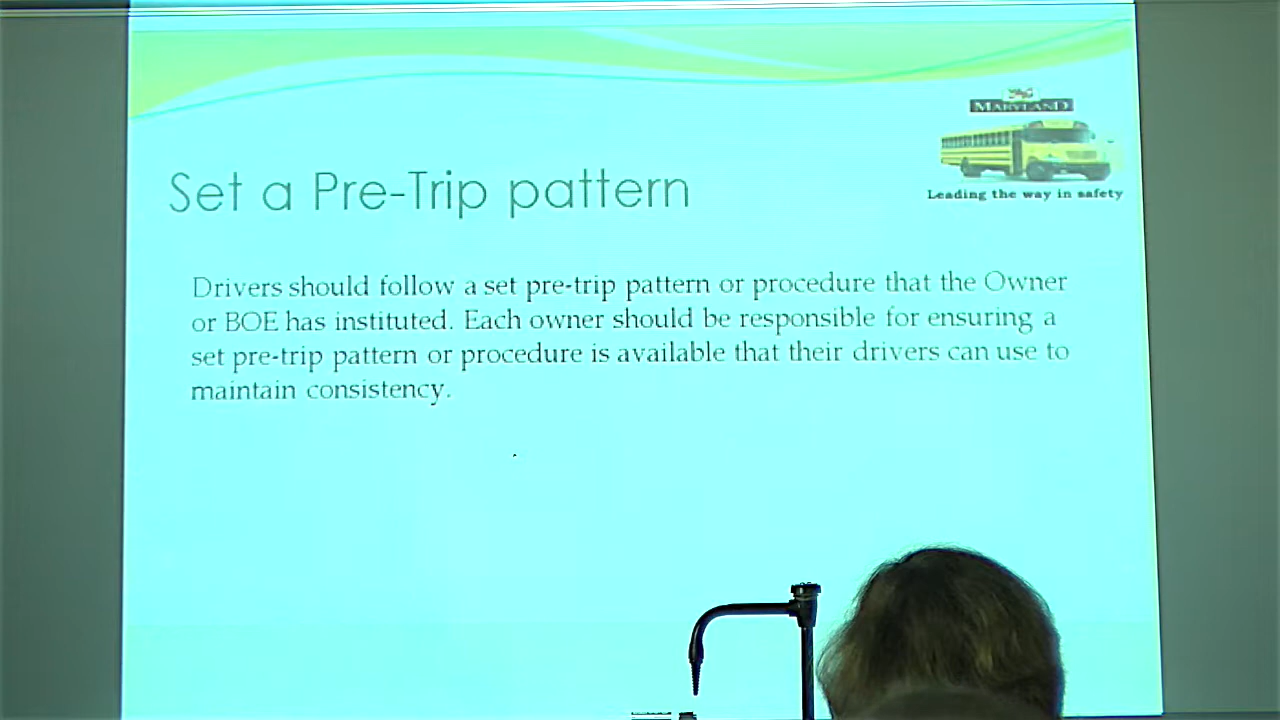 MARYLAND
Leading the way in safety
Set a Pre-Trip pattern
Drivers should follow a set pre-trip pattern or procedure that the Owner
or BOE has instituted. Each owner should be responsible for ensuring a
set pre-trip pattern or procedure is available that their drivers can use to
maintain consistency.